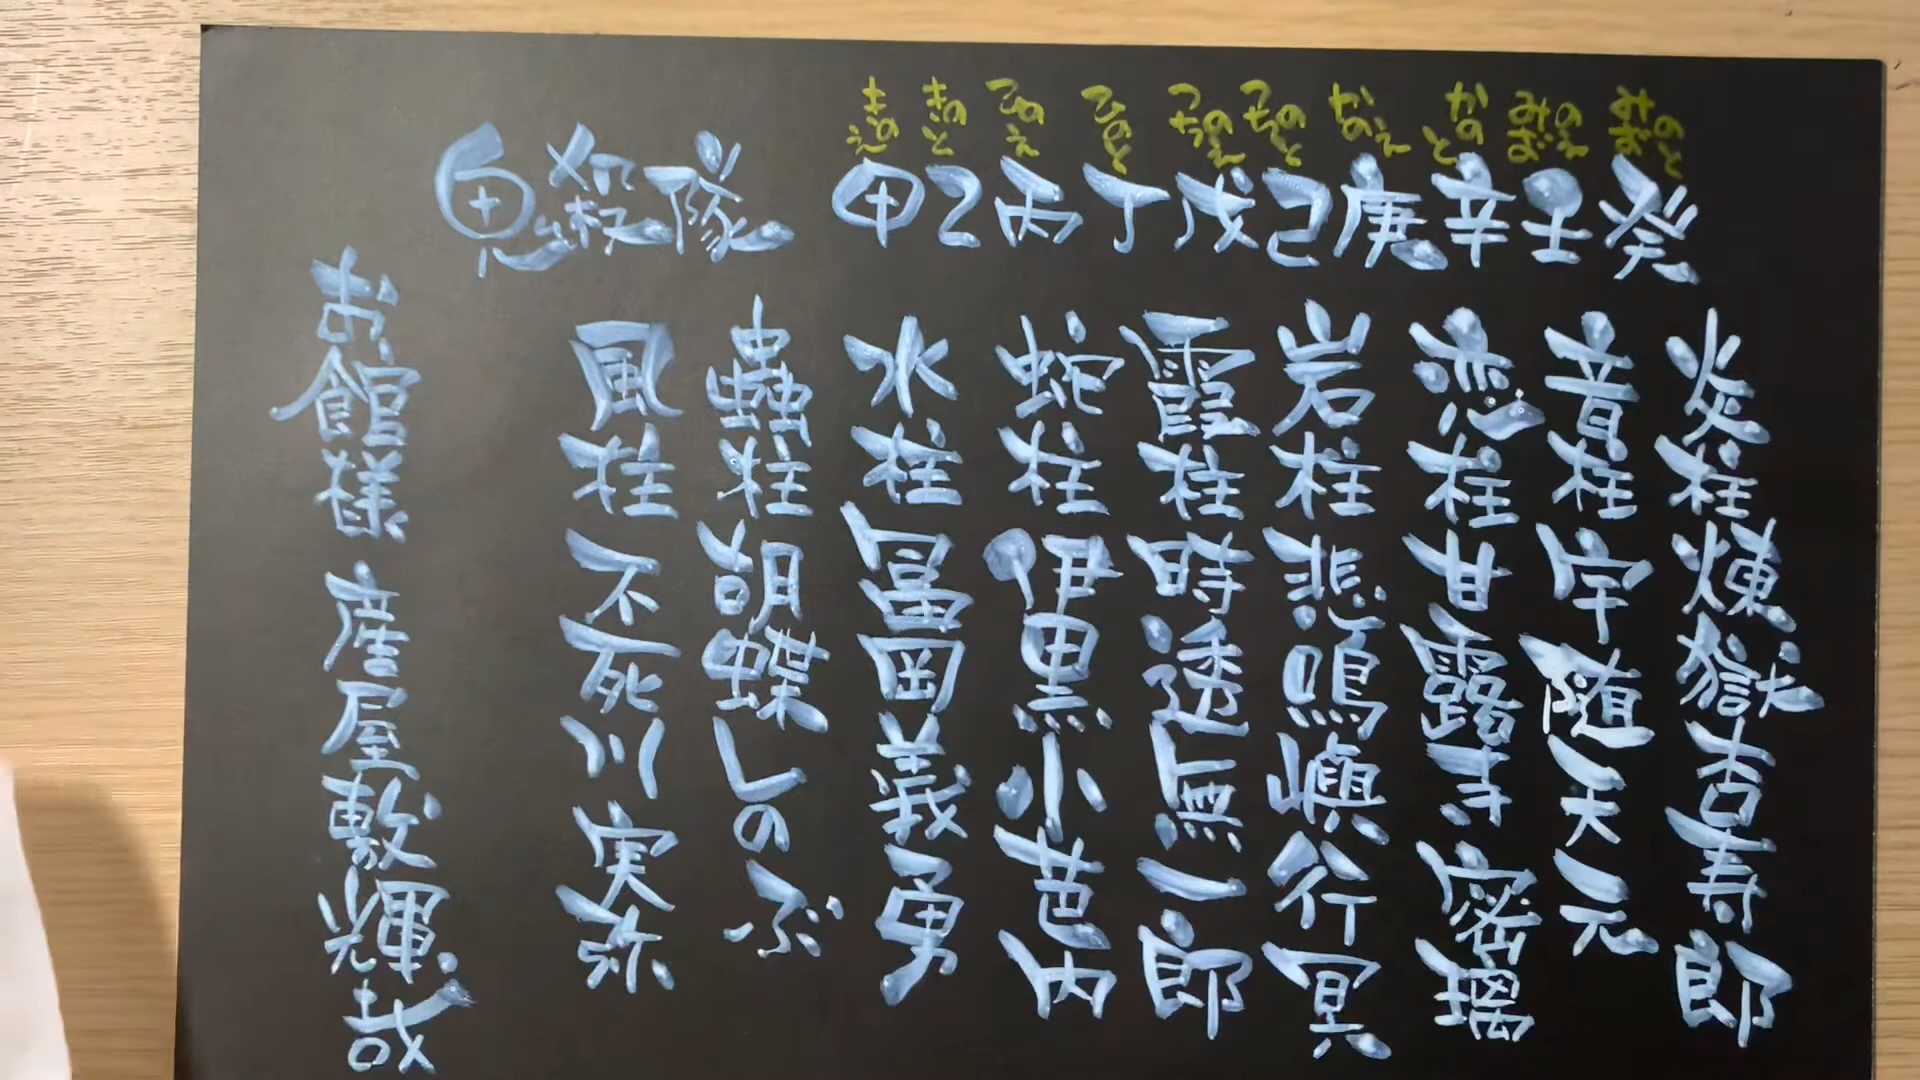 鬼殺隊
甲乙丙丁戊己庚辛壬癸
きのえ
きのと
ひのえ
ひのと
つちのえ
つちのと
かのえ
かのと
みずのえ
みずのと
炎柱 煉獄杏寿郎
音柱 宇随天元
恋柱 甘露寺 密璃
岩柱 悲鳴嶼行冥
霞柱 時透無一郎
蛇柱 伊黒小芭内
水柱 冨岡義勇
蟲柱 胡蝶しのぶ
風柱 不死川実弥
お館様 産屋敷輝哉